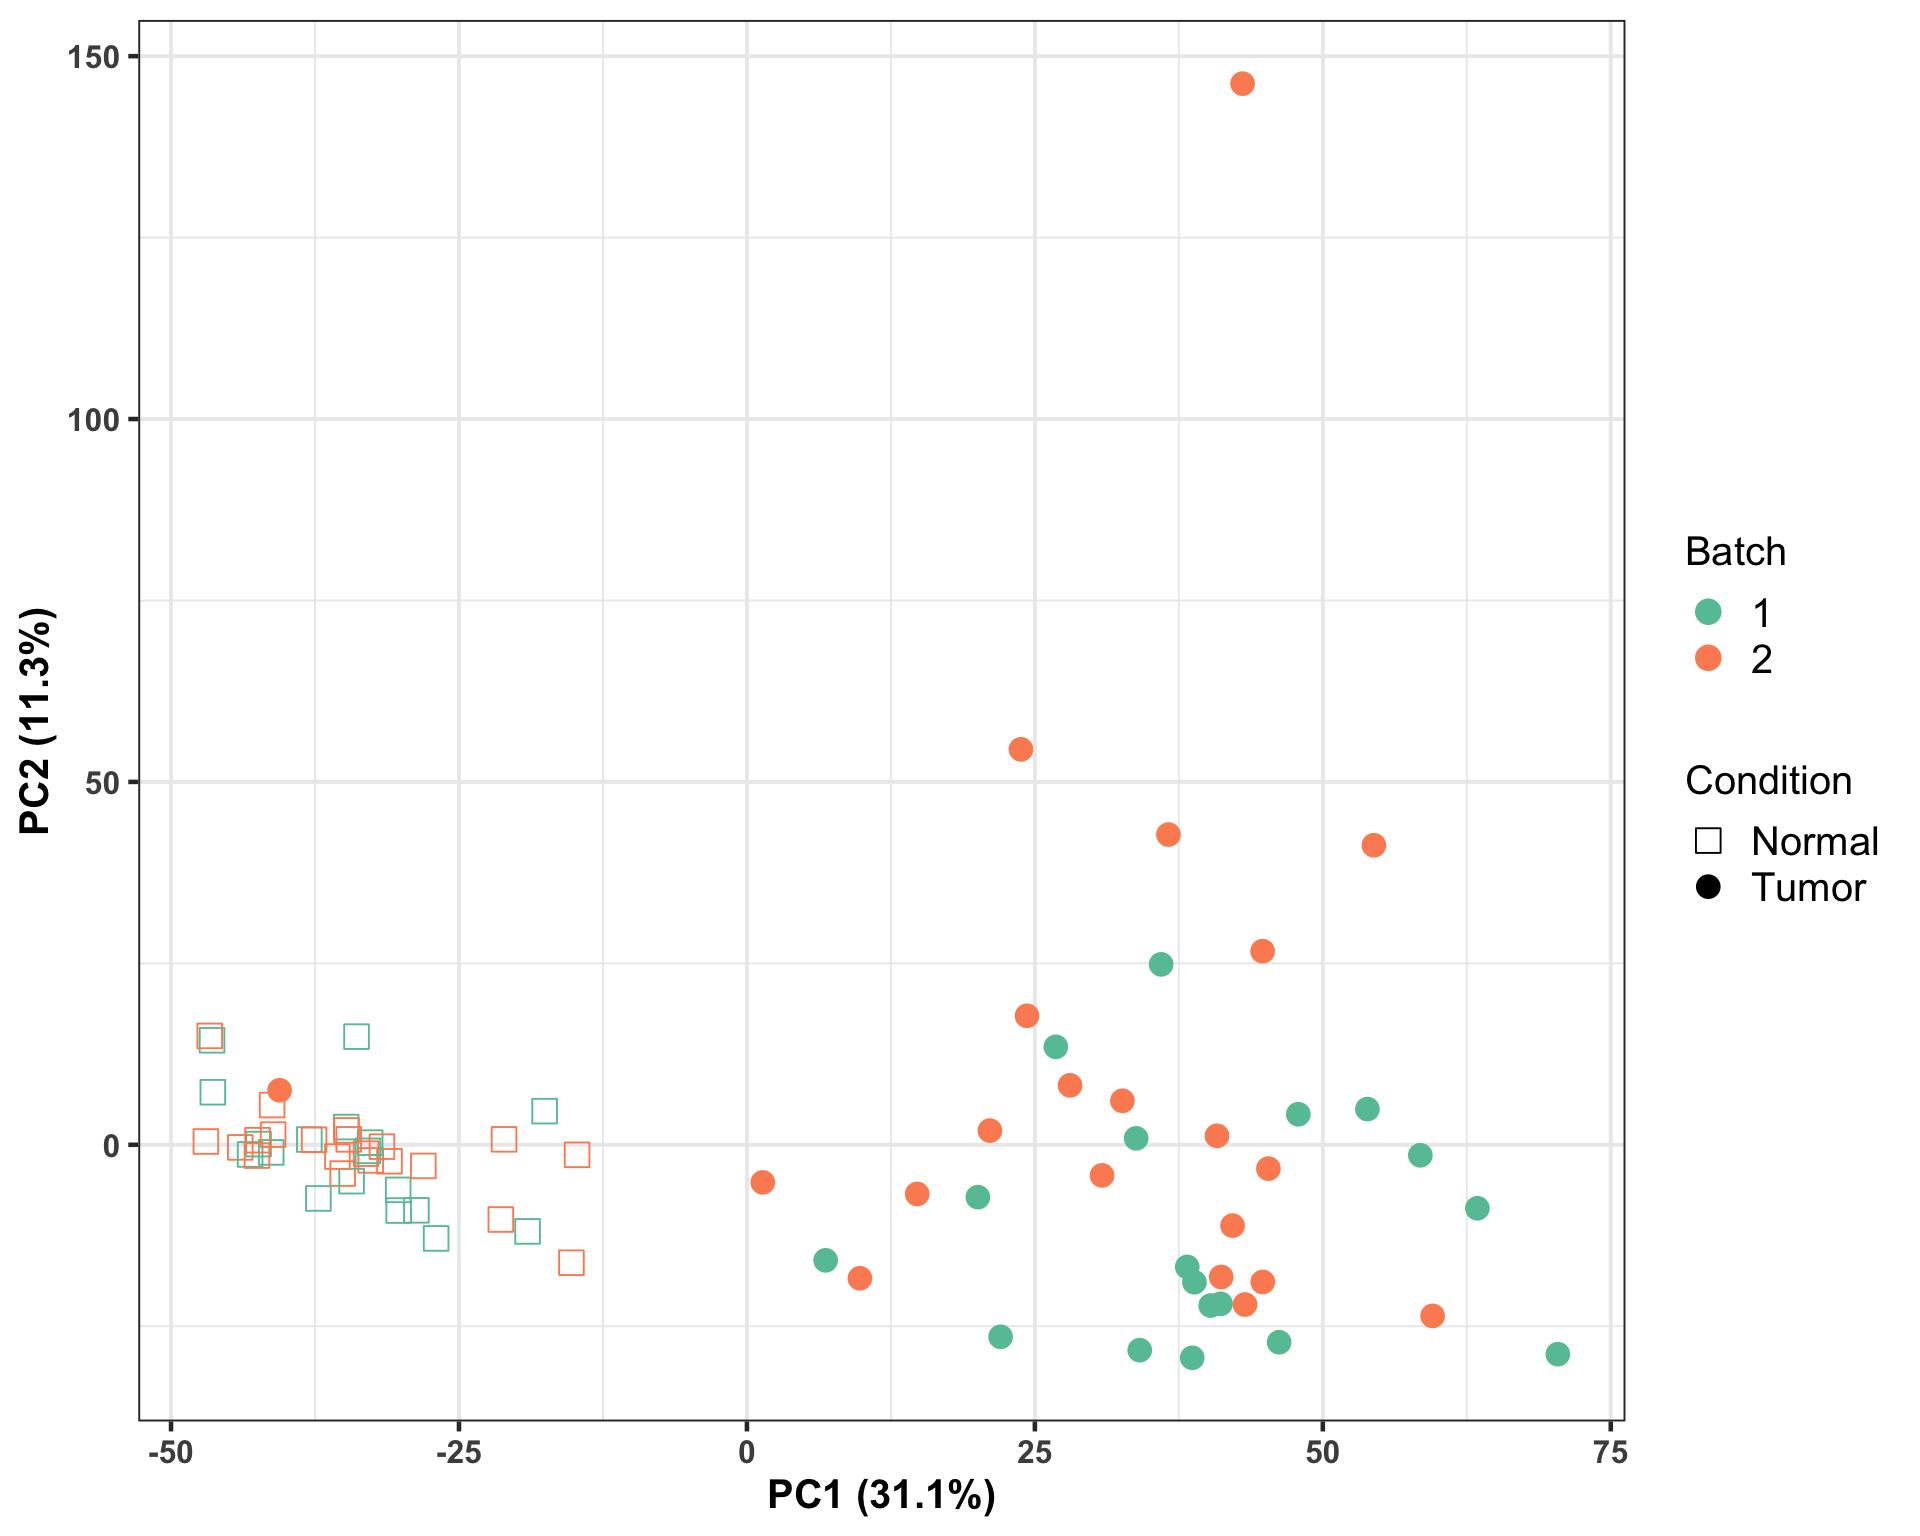 150
100
50
0
PC2 (11.3%)
-50 -25 0 25 50 75
PC1 (31.1%)
Batch
1
2
Condition
Normal
Tumor